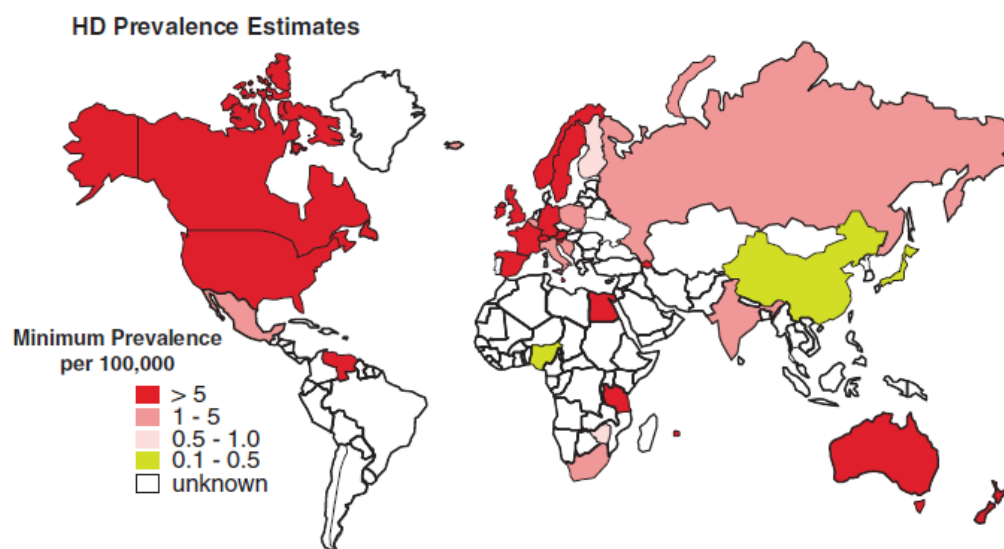 HD Prevalence Estimates
Minimum Prevalence
per 100,000
> 5
1 - 5
0.5 - 1.0
0.1 - 0.5
unknown